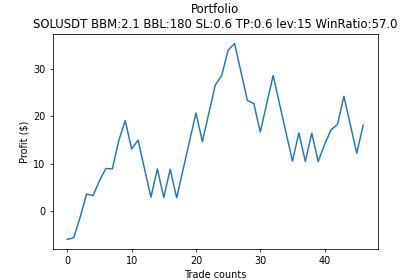 Portfolio
SOLUSDT BBM:2.1 BBL:180 SL:0.6 TP:0.6 lev:15 WinRatio:57.0
30
20
10
0
Profit ($)
0 10 20 30 40
Trade counts